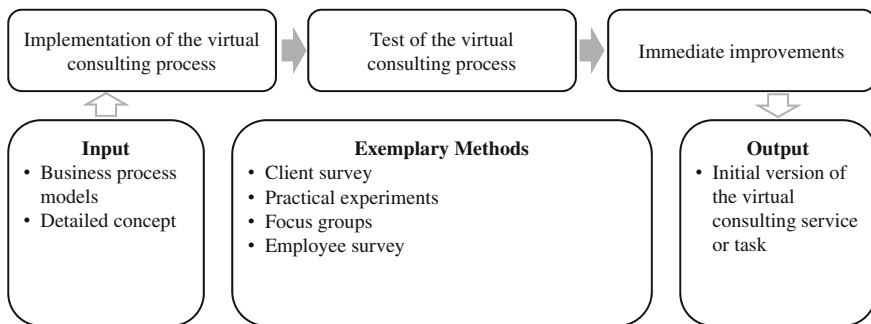 Implementation of the virtual
consulting process
Test of the virtual
consulting process
Immediate improvements
Input
• Business process
models
• Detailed concept
Exemplary Methods
• Client survey
• Practical experiments
• Focus groups
• Employee survey
Output
• Initial version of
the virtual
consulting service
or task